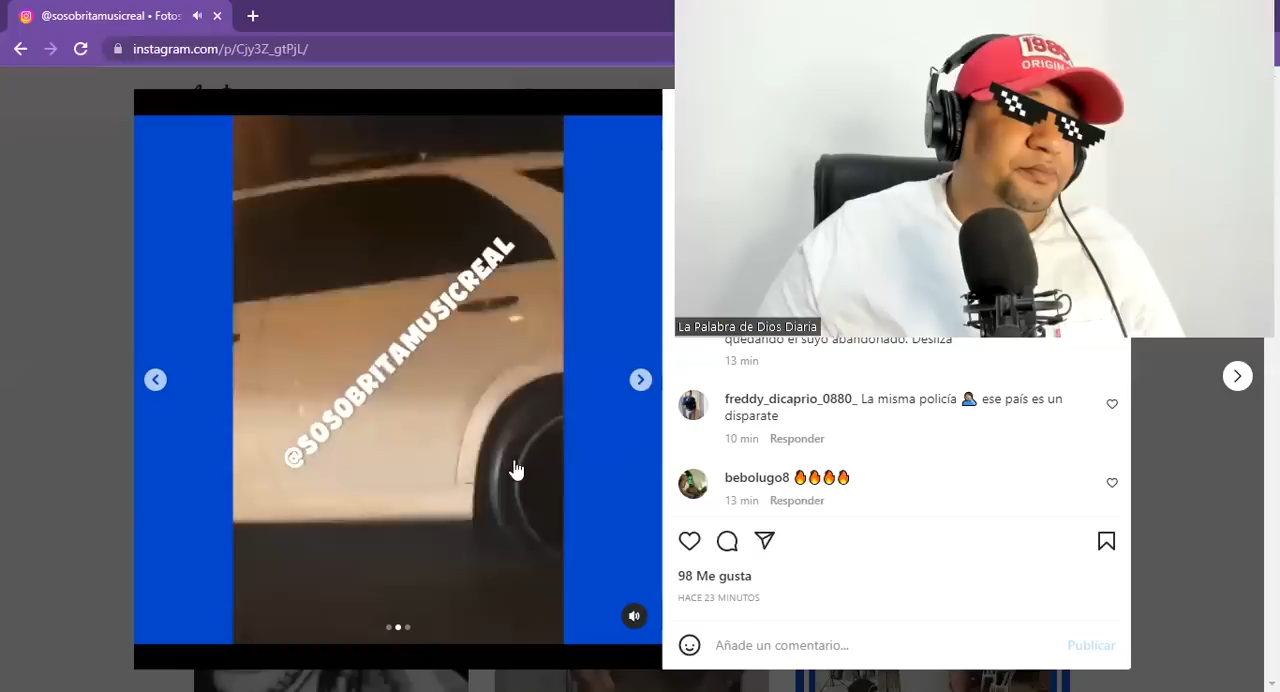 @sosobritamusicreal • Fotos
instagram.com/p/Cjy3Z_gtPjL/
1985
ORIGIN
@SOSOBRITAMUSICREAL
La Palabra de Dios Diaria
quedando el suyo abandonado. Desliza
13 min
freddy_dicaprio_0880_ La misma policía 🤦🏽‍♂️ ese país es un
disparate
10 min Responder
bebolugo8 🔥🔥🔥🔥
13 min Responder
98 Me gusta
HACE 23 MINUTOS
Añade un comentario...
Publicar